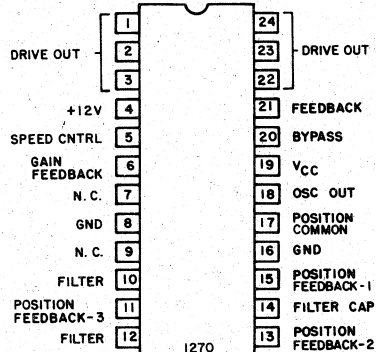 1 24
DRIVE OUT 2 23 DRIVE OUT
3 22
+12V 4 21 FEEDBACK
SPEED CNTRL 5 20 BYPASS
GAIN
FEEDBACK 6 19 VCC
N. C. 7 18 OSC OUT
GND 8 17 POSITION
COMMON
N. C. 9 16 GND
FILTER 10 15 POSITION
FEEDBACK-1
POSITION
FEEDBACK-3 11 14 FILTER CAP
FILTER 12 13 POSITION
FEEDBACK-2
1270